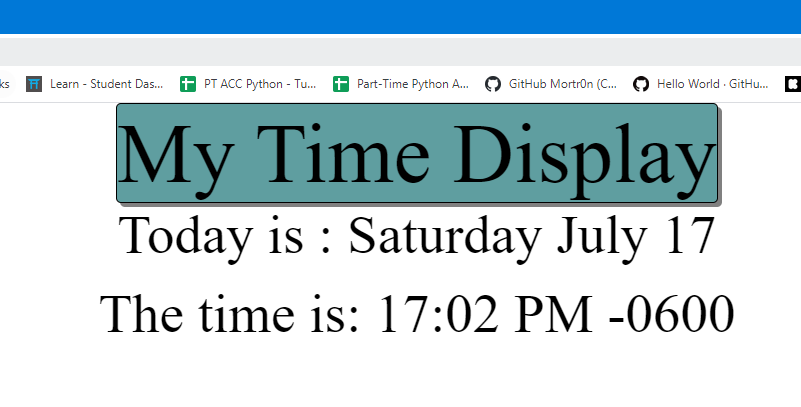 ks Learn - Student Das... PT ACC Python - Tu... Part-Time Python A... GitHub Mortr0n (C... Hello World · GitHu...
My Time Display
Today is : Saturday July 17
The time is: 17:02 PM -0600